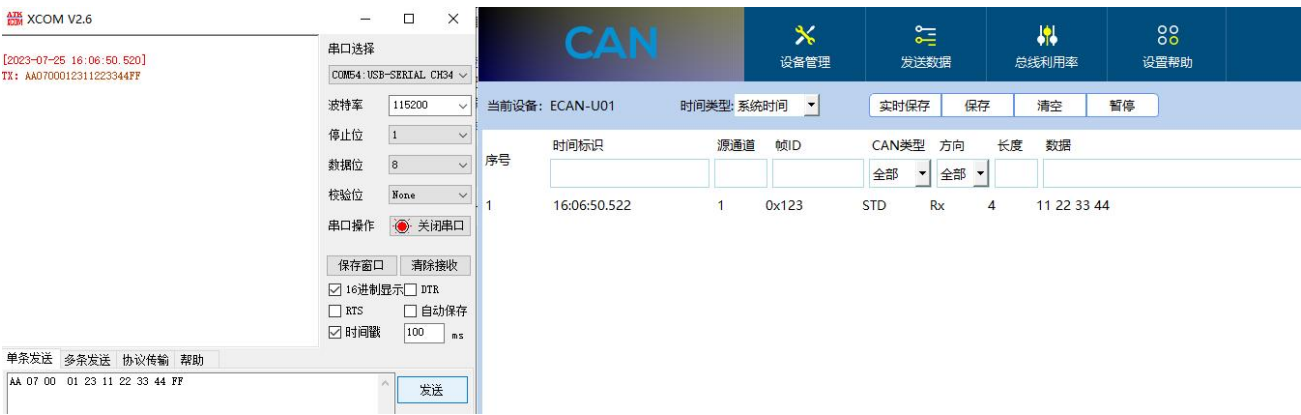 XCOM V2.6
[2023-07-25 16:06:50.520]
TX: AA0700012311223344FF
串口选择
COM54:USB-SERIAL CH34
波特率 115200
停止位 1
数据位 8
校验位 None
串口操作 关闭串口
保存窗口 清除接收
16进制显示 DTR
RTS 自动保存
时间戳 100 ms
单条发送 多条发送 协议传输 帮助
AA 07 00 01 23 11 22 33 44 FF
发送
CAN
设备管理 发送数据 总线利用率 设置帮助
当前设备: ECAN-U01 时间类型: 系统时间 实时保存 保存 清空 暂停
序号 时间标识 源通道 帧ID CAN类型 方向 长度 数据
全部 全部
1 16:06:50.522 1 0x123 STD Rx 4 11 22 33 44